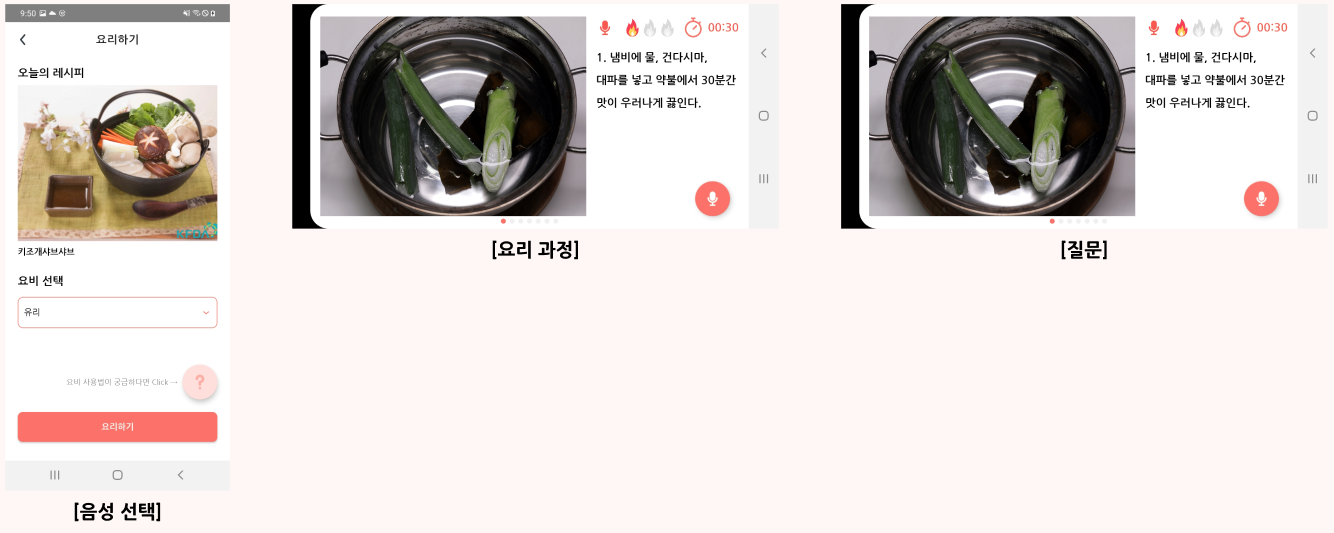 9:50
요리하기
오늘의 레시피
KFDA
키조개샤브샤브
요비 선택
유리
요비 사용법이 궁금하다면 Click →
?
요리하기
[음성 선택]
00:30
1. 냄비에 물, 건다시마,
대파를 넣고 약불에서 30분간
맛이 우러나게 끓인다.
[요리 과정]
00:30
1. 냄비에 물, 건다시마,
대파를 넣고 약불에서 30분간
맛이 우러나게 끓인다.
[질문]